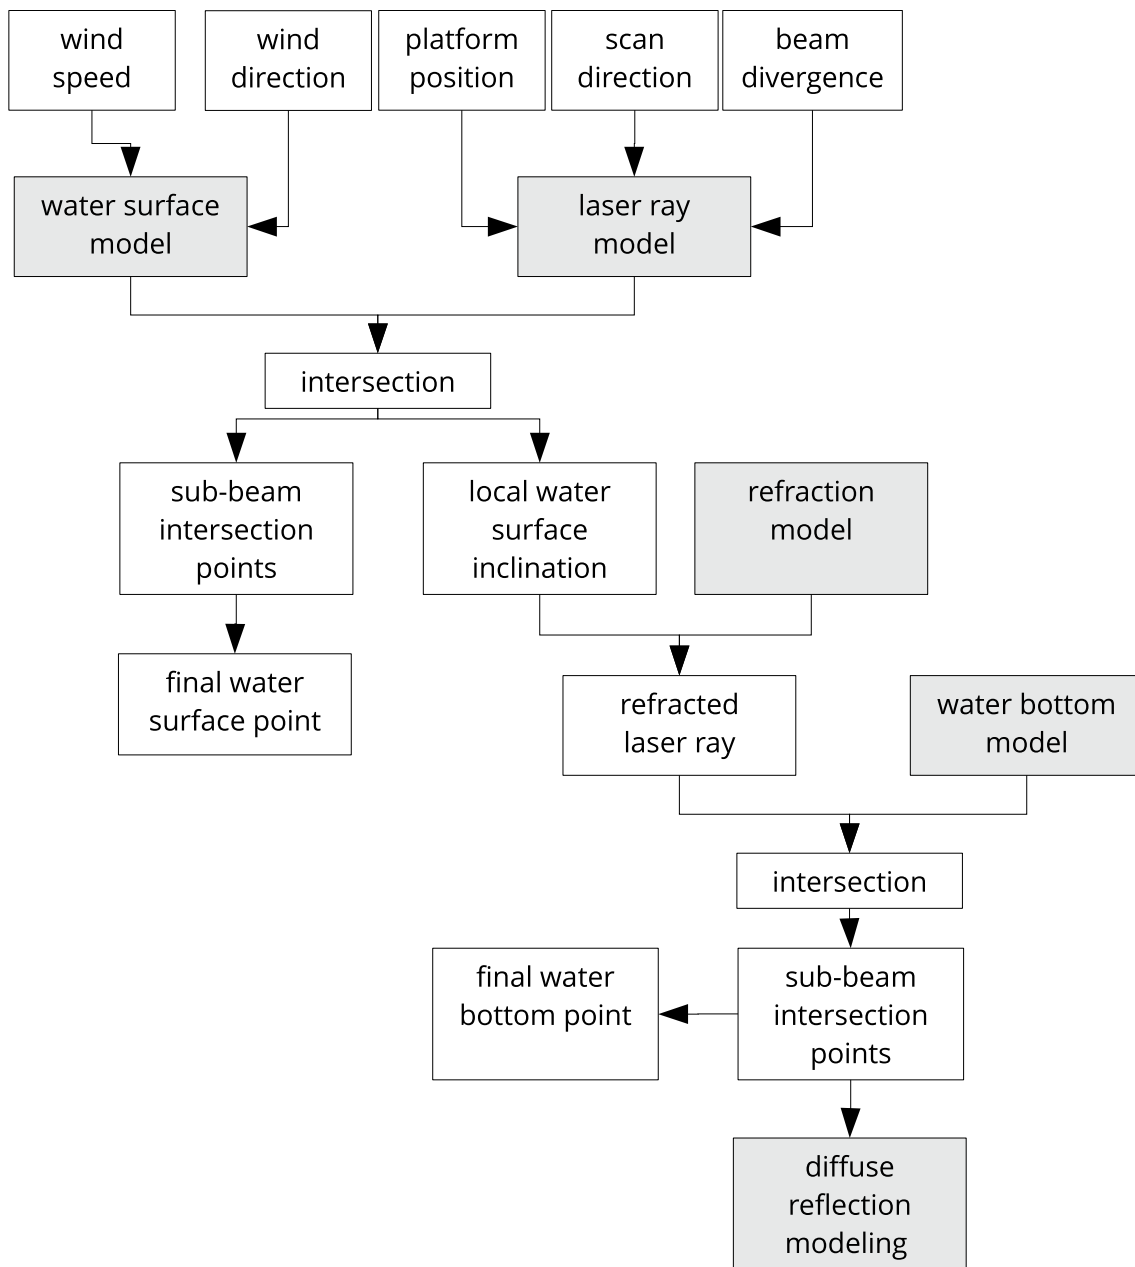 wind
speed
wind
direction
platform
position
scan
direction
beam
divergence
water surface
model
laser ray
model
intersection
sub-beam
intersection
points
local water
surface
inclination
refraction
model
final water
surface point
refracted
laser ray
water bottom
model
intersection
final water
bottom point
sub-beam
intersection
points
diffuse
reflection
modeling